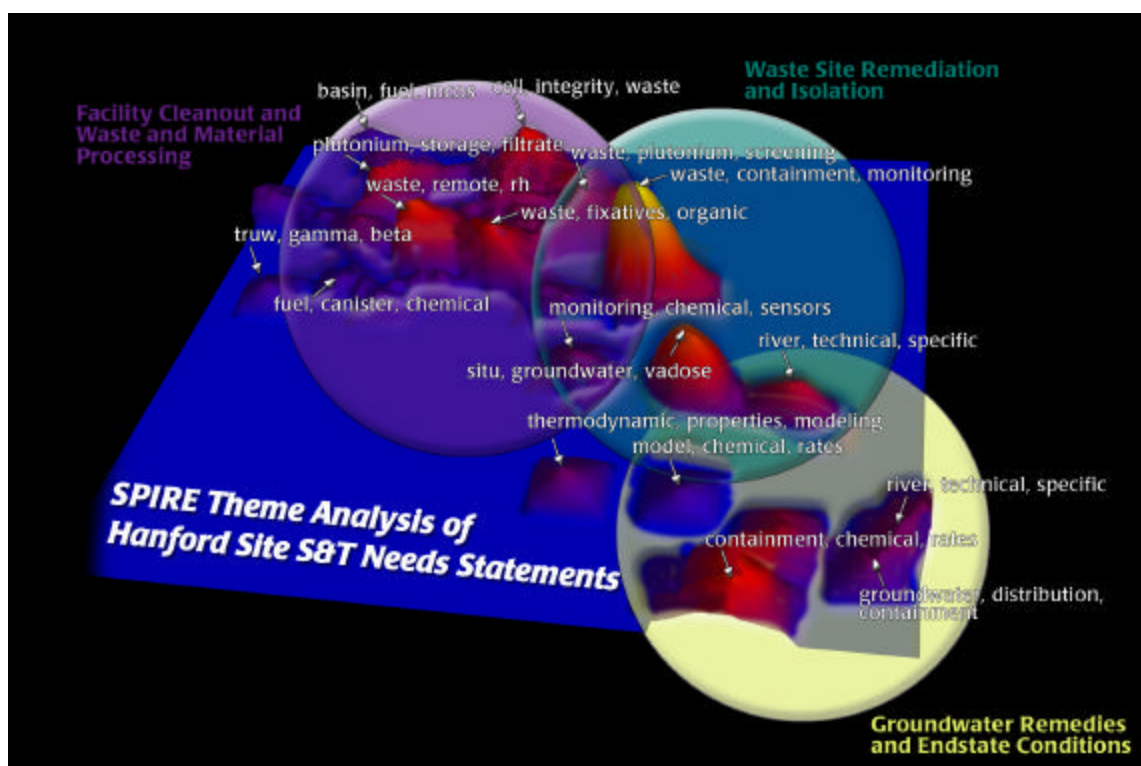 Waste Site Remediation
and Isolation
Facility Cleanout and
Waste and Material
Processing
basin, fuel,
cell, integrity, waste
plutonium, storage, filtrate
waste, plutonium, screening
waste, containment, monitoring
waste, remote, rh
waste, fixatives, organic
truw, gamma, beta
fuel, canister, chemical
monitoring, chemical, sensors
river, technical, specific
situ, groundwater, vadose
thermodynamic, properties, modeling
model, chemical, rates
river, technical, specific
SPIRE Theme Analysis of
Hanford Site S&T Needs Statements
containment, chemical, rates
groundwater, distribution,
containment
Groundwater Remedies
and Endstate Conditions